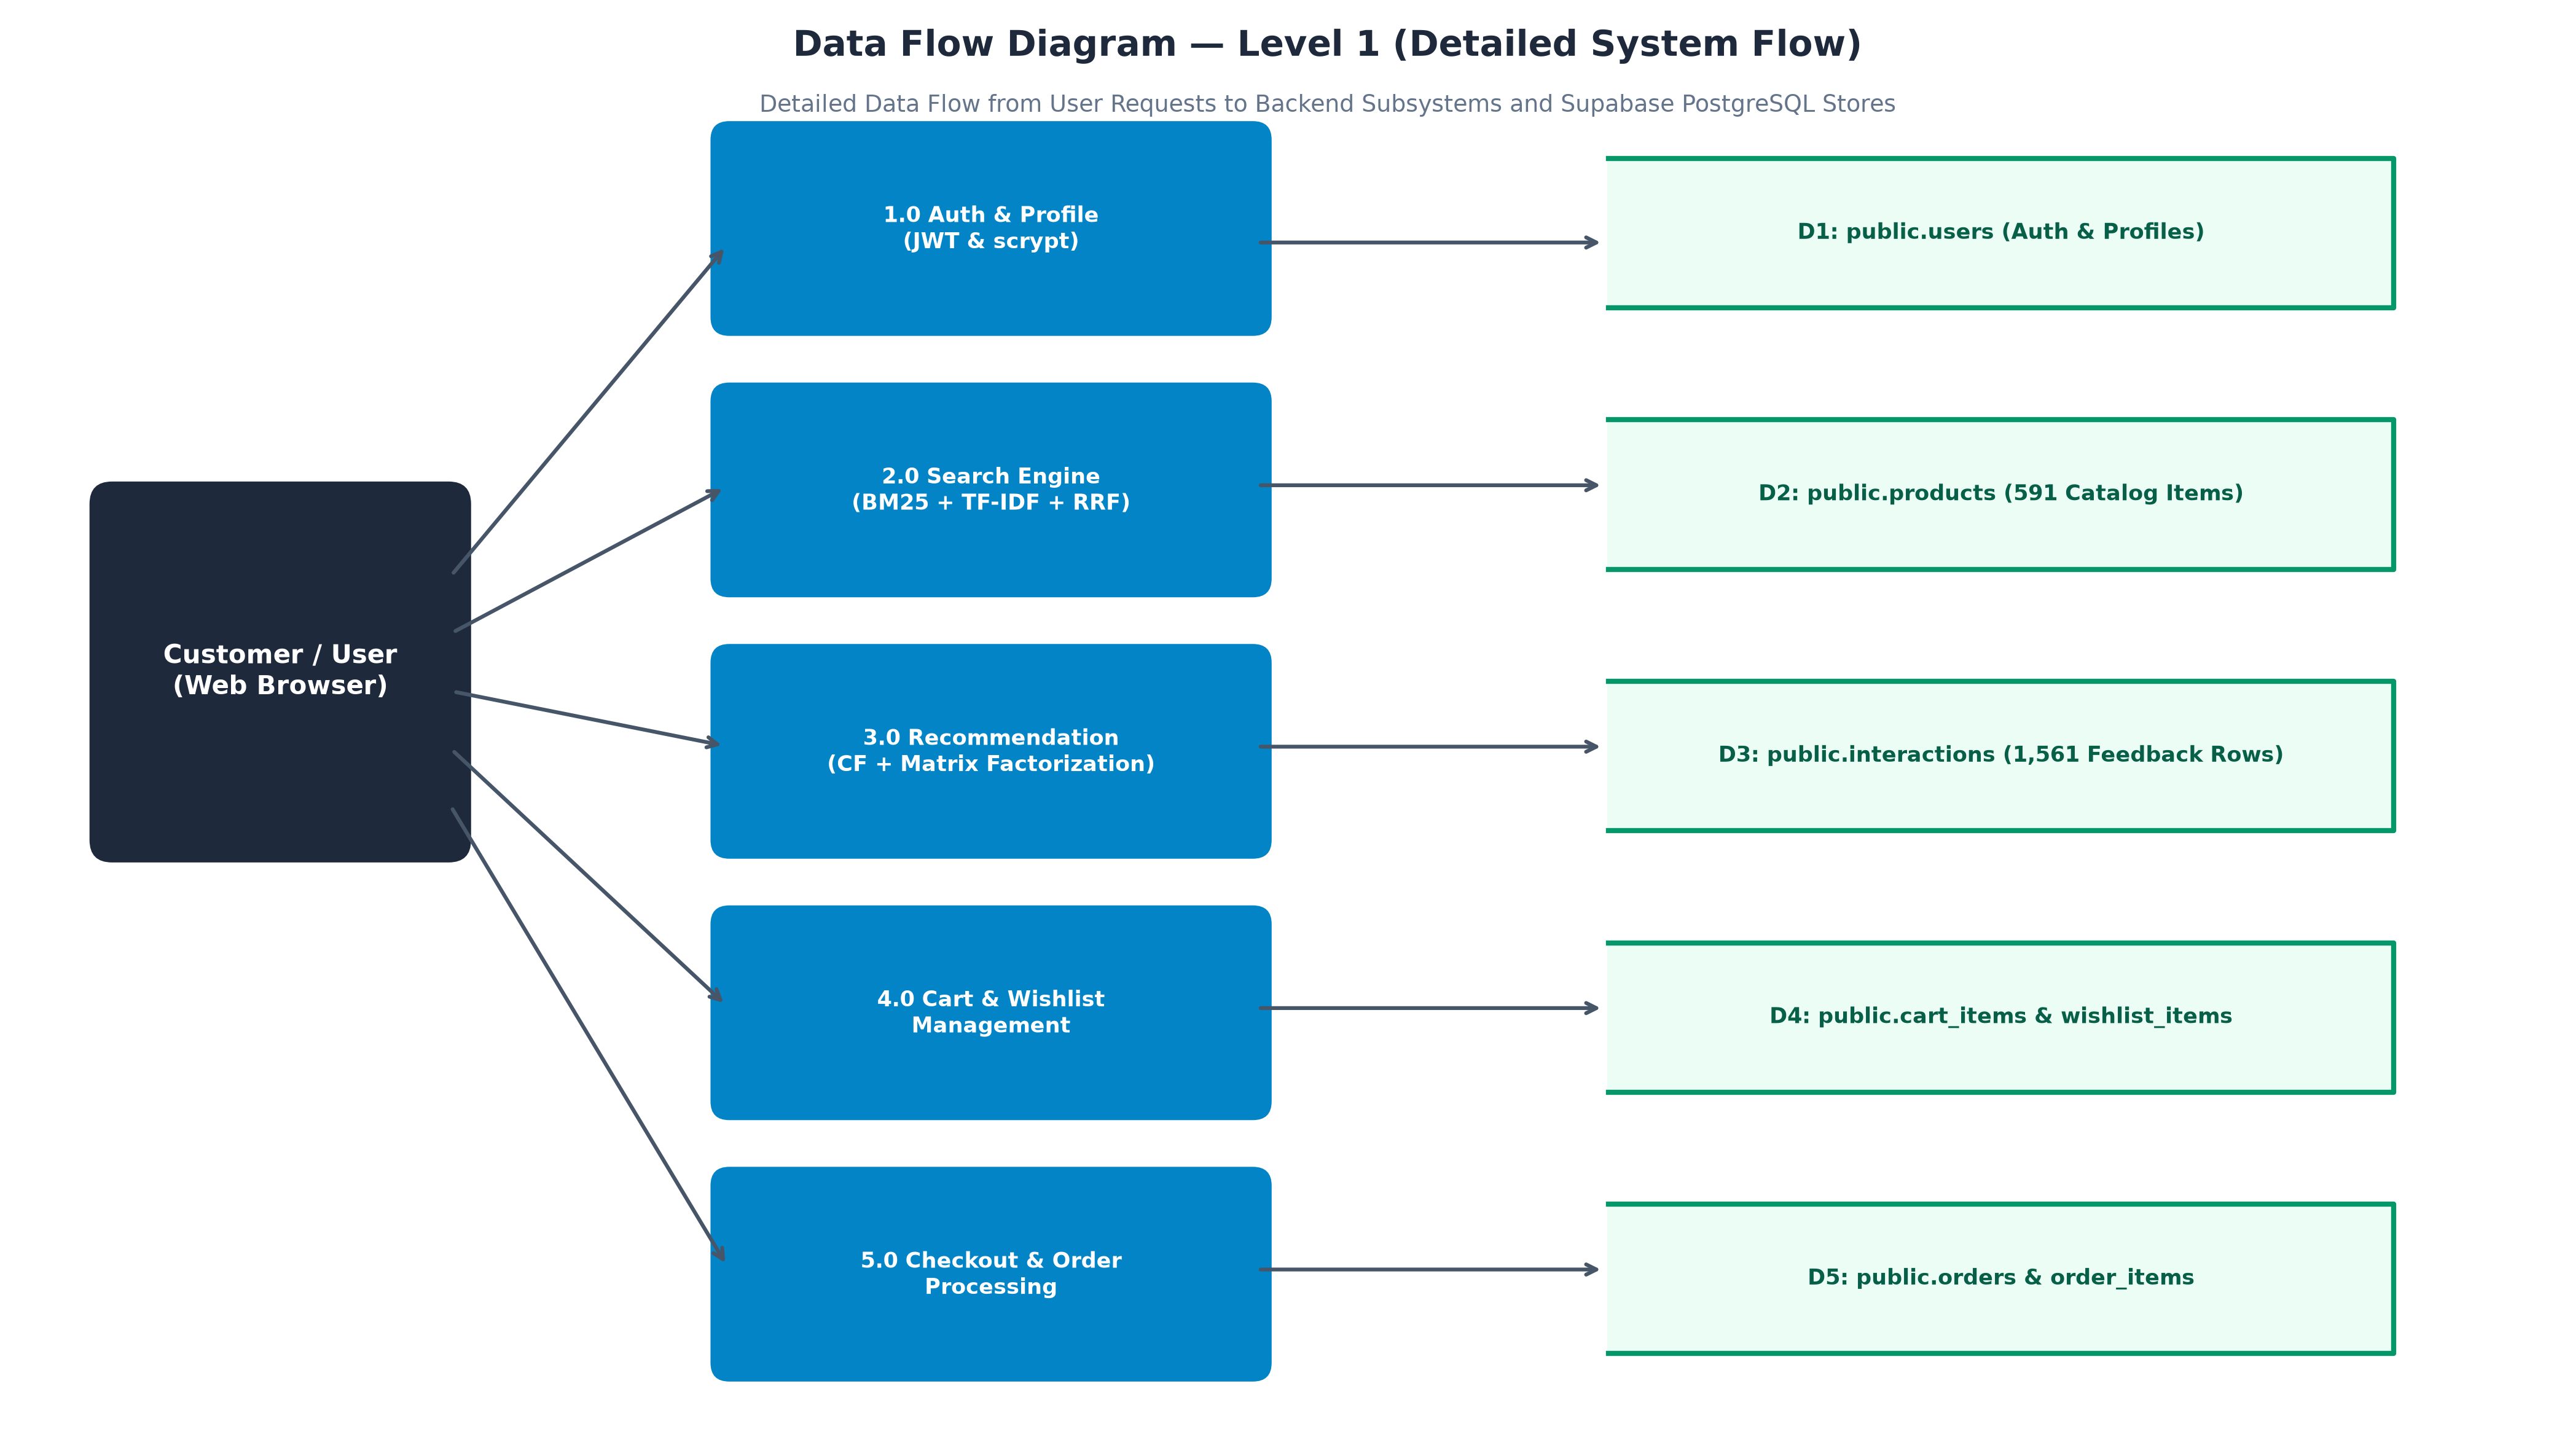 Data Flow Diagram — Level 1 (Detailed System Flow)
Detailed Data Flow from User Requests to Backend Subsystems and Supabase PostgreSQL Stores
Customer / User
(Web Browser)
1.0 Auth & Profile
(JWT & scrypt)
D1: public.users (Auth & Profiles)
2.0 Search Engine
(BM25 + TF-IDF + RRF)
D2: public.products (591 Catalog Items)
3.0 Recommendation
(CF + Matrix Factorization)
D3: public.interactions (1,561 Feedback Rows)
4.0 Cart & Wishlist
Management
D4: public.cart_items & wishlist_items
5.0 Checkout & Order
Processing
D5: public.orders & order_items